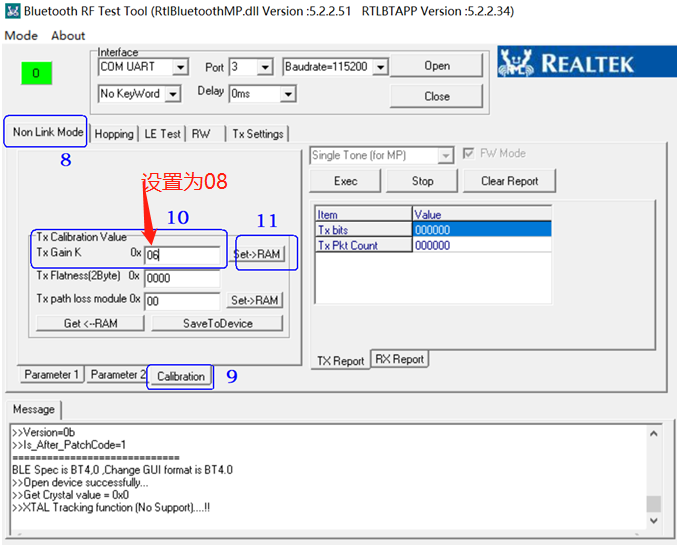 Bluetooth RF Test Tool (RtlBluetoothMP.dll Version :5.2.2.51 RTLBTAPP Version :5.2.2.34)
Mode About
0
Interface
COM UART Port 3 Baudrate=115200 Open
No KeyWord Delay 0ms Close
REALTEK
Non Link Mode Hopping LE Test RW Tx Settings
8
设置为08
10
11
Tx Calibration Value
Tx Gain K 0x 06 Set->RAM
Tx Flatness(2Byte) 0x 0000
Tx path loss module 0x 00 Set->RAM
Get <--RAM SaveToDevice
Parameter 1 Parameter 2 Calibration
9
Single Tone (for MP) FW Mode
Exec Stop Clear Report
Item Value
Tx bits 000000
Tx Pkt Count 000000
TX Report RX Report
Message
>>Version=0b
>>Is_After_PatchCode=1
============================
BLE Spec is BT4,0 ,Change GUI format is BT4.0
>>Open device successfully...
>>Get Crystal value = 0x0
>>XTAL Tracking function (No Support)....!!